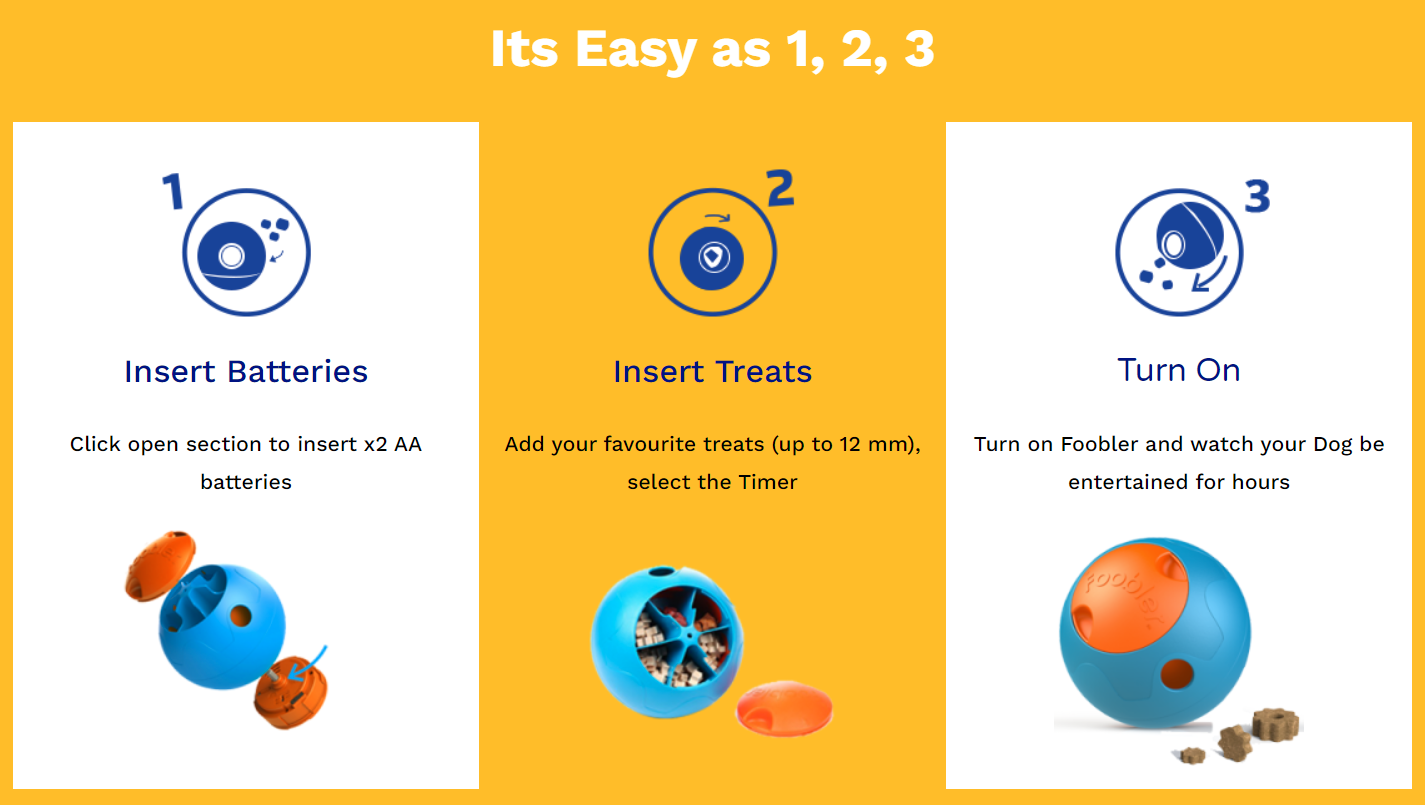 Its Easy as 1, 2, 3
1
Insert Batteries
Click open section to insert x2 AA
batteries
2
Insert Treats
Add your favourite treats (up to 12 mm),
select the Timer
3
Turn On
Turn on Foobler and watch your Dog be
entertained for hours
Foobler